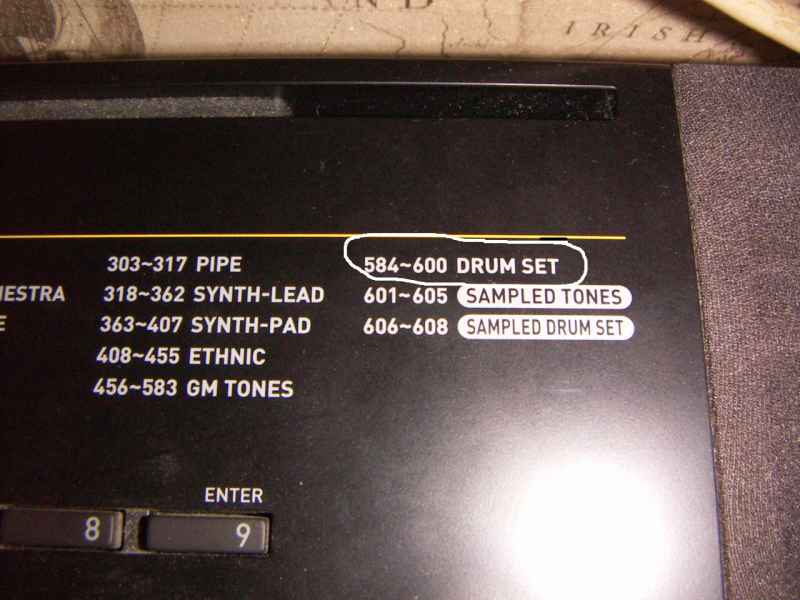 IRISH
303~317 PIPE
318~362 SYNTH-LEAD
363~407 SYNTH-PAD
408~455 ETHNIC
456~583 GM TONES
584~600 DRUM SET
601~605 SAMPLED TONES
606~608 SAMPLED DRUM SET
ENTER
8 9